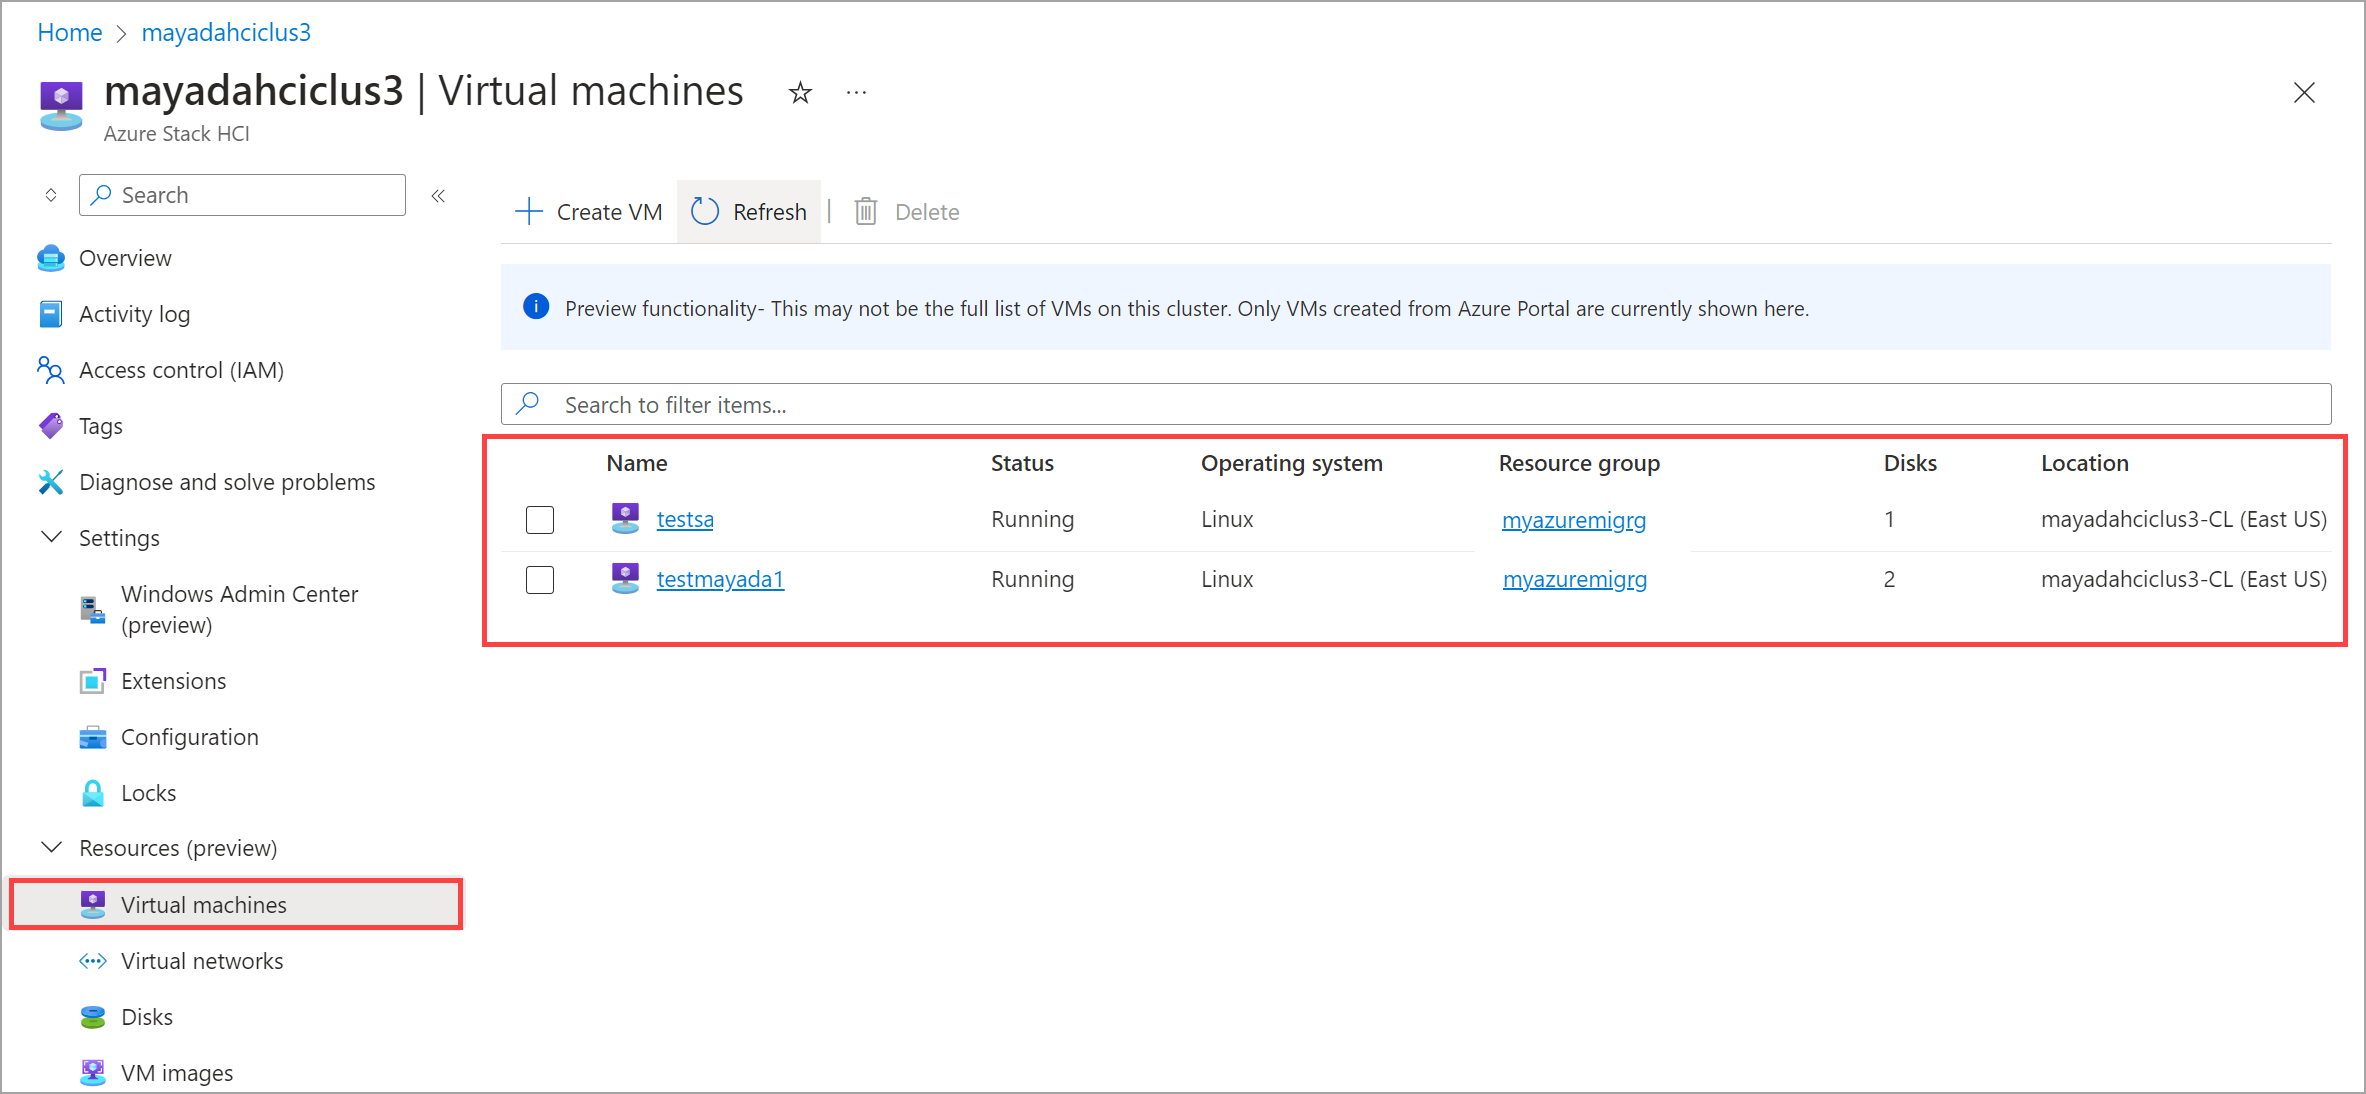 Home > mayadahciclus3
mayadahciclus3 | Virtual machines
Azure Stack HCI
Search
Overview
Activity log
Access control (IAM)
Tags
Diagnose and solve problems
Settings
Windows Admin Center
(preview)
Extensions
Configuration
Locks
Resources (preview)
Virtual machines
Virtual networks
Disks
VM images
Create VM Refresh | Delete
Preview functionality- This may not be the full list of VMs on this cluster. Only VMs created from Azure Portal are currently shown here.
Search to filter items...
Name Status Operating system Resource group Disks Location
testsa Running Linux myazuremigrg 1 mayadahciclus3-CL (East US)
testmayada1 Running Linux myazuremigrg 2 mayadahciclus3-CL (East US)